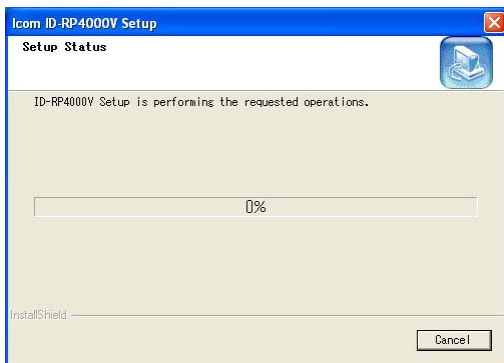 Icom ID-RP4000V Setup
Setup Status
ID-RP4000V Setup is performing the requested operations.
0%
InstallShield
Cancel